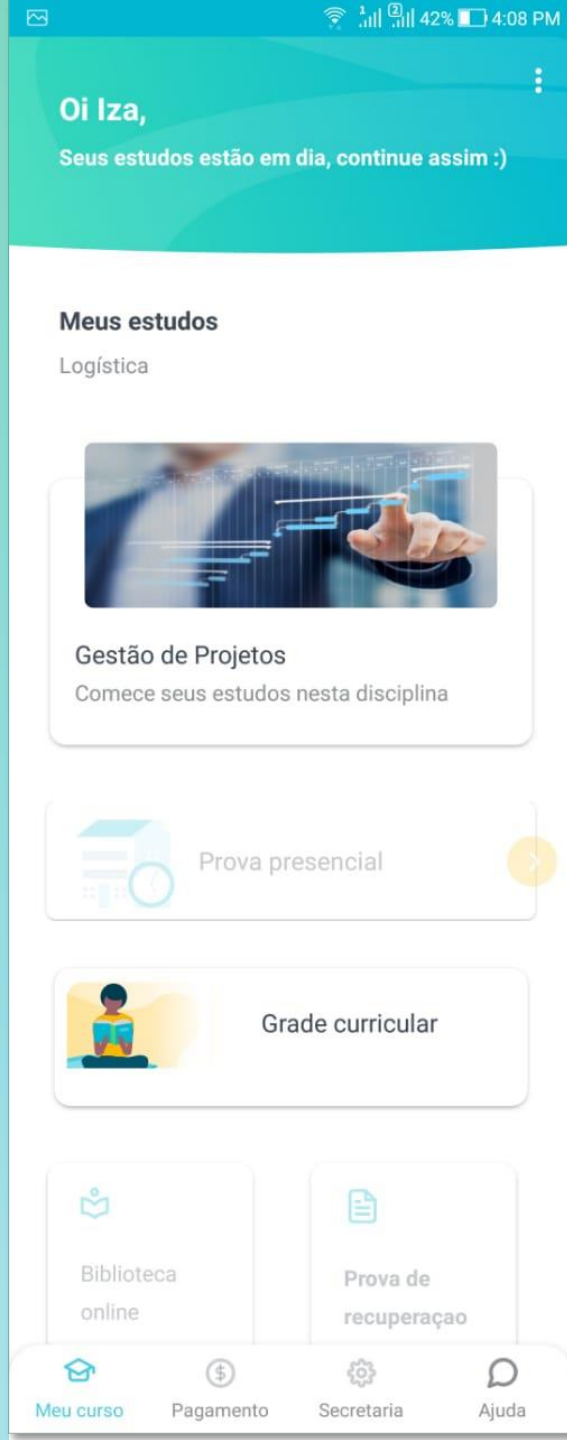 1 2 42% 4:08 PM
Oi Iza,
Seus estudos estão em dia, continue assim :)
Meus estudos
Logística
Gestão de Projetos
Comece seus estudos nesta disciplina
Prova presencial
Grade curricular
Biblioteca
online
Prova de
recuperaçao
Meu curso Pagamento Secretaria Ajuda